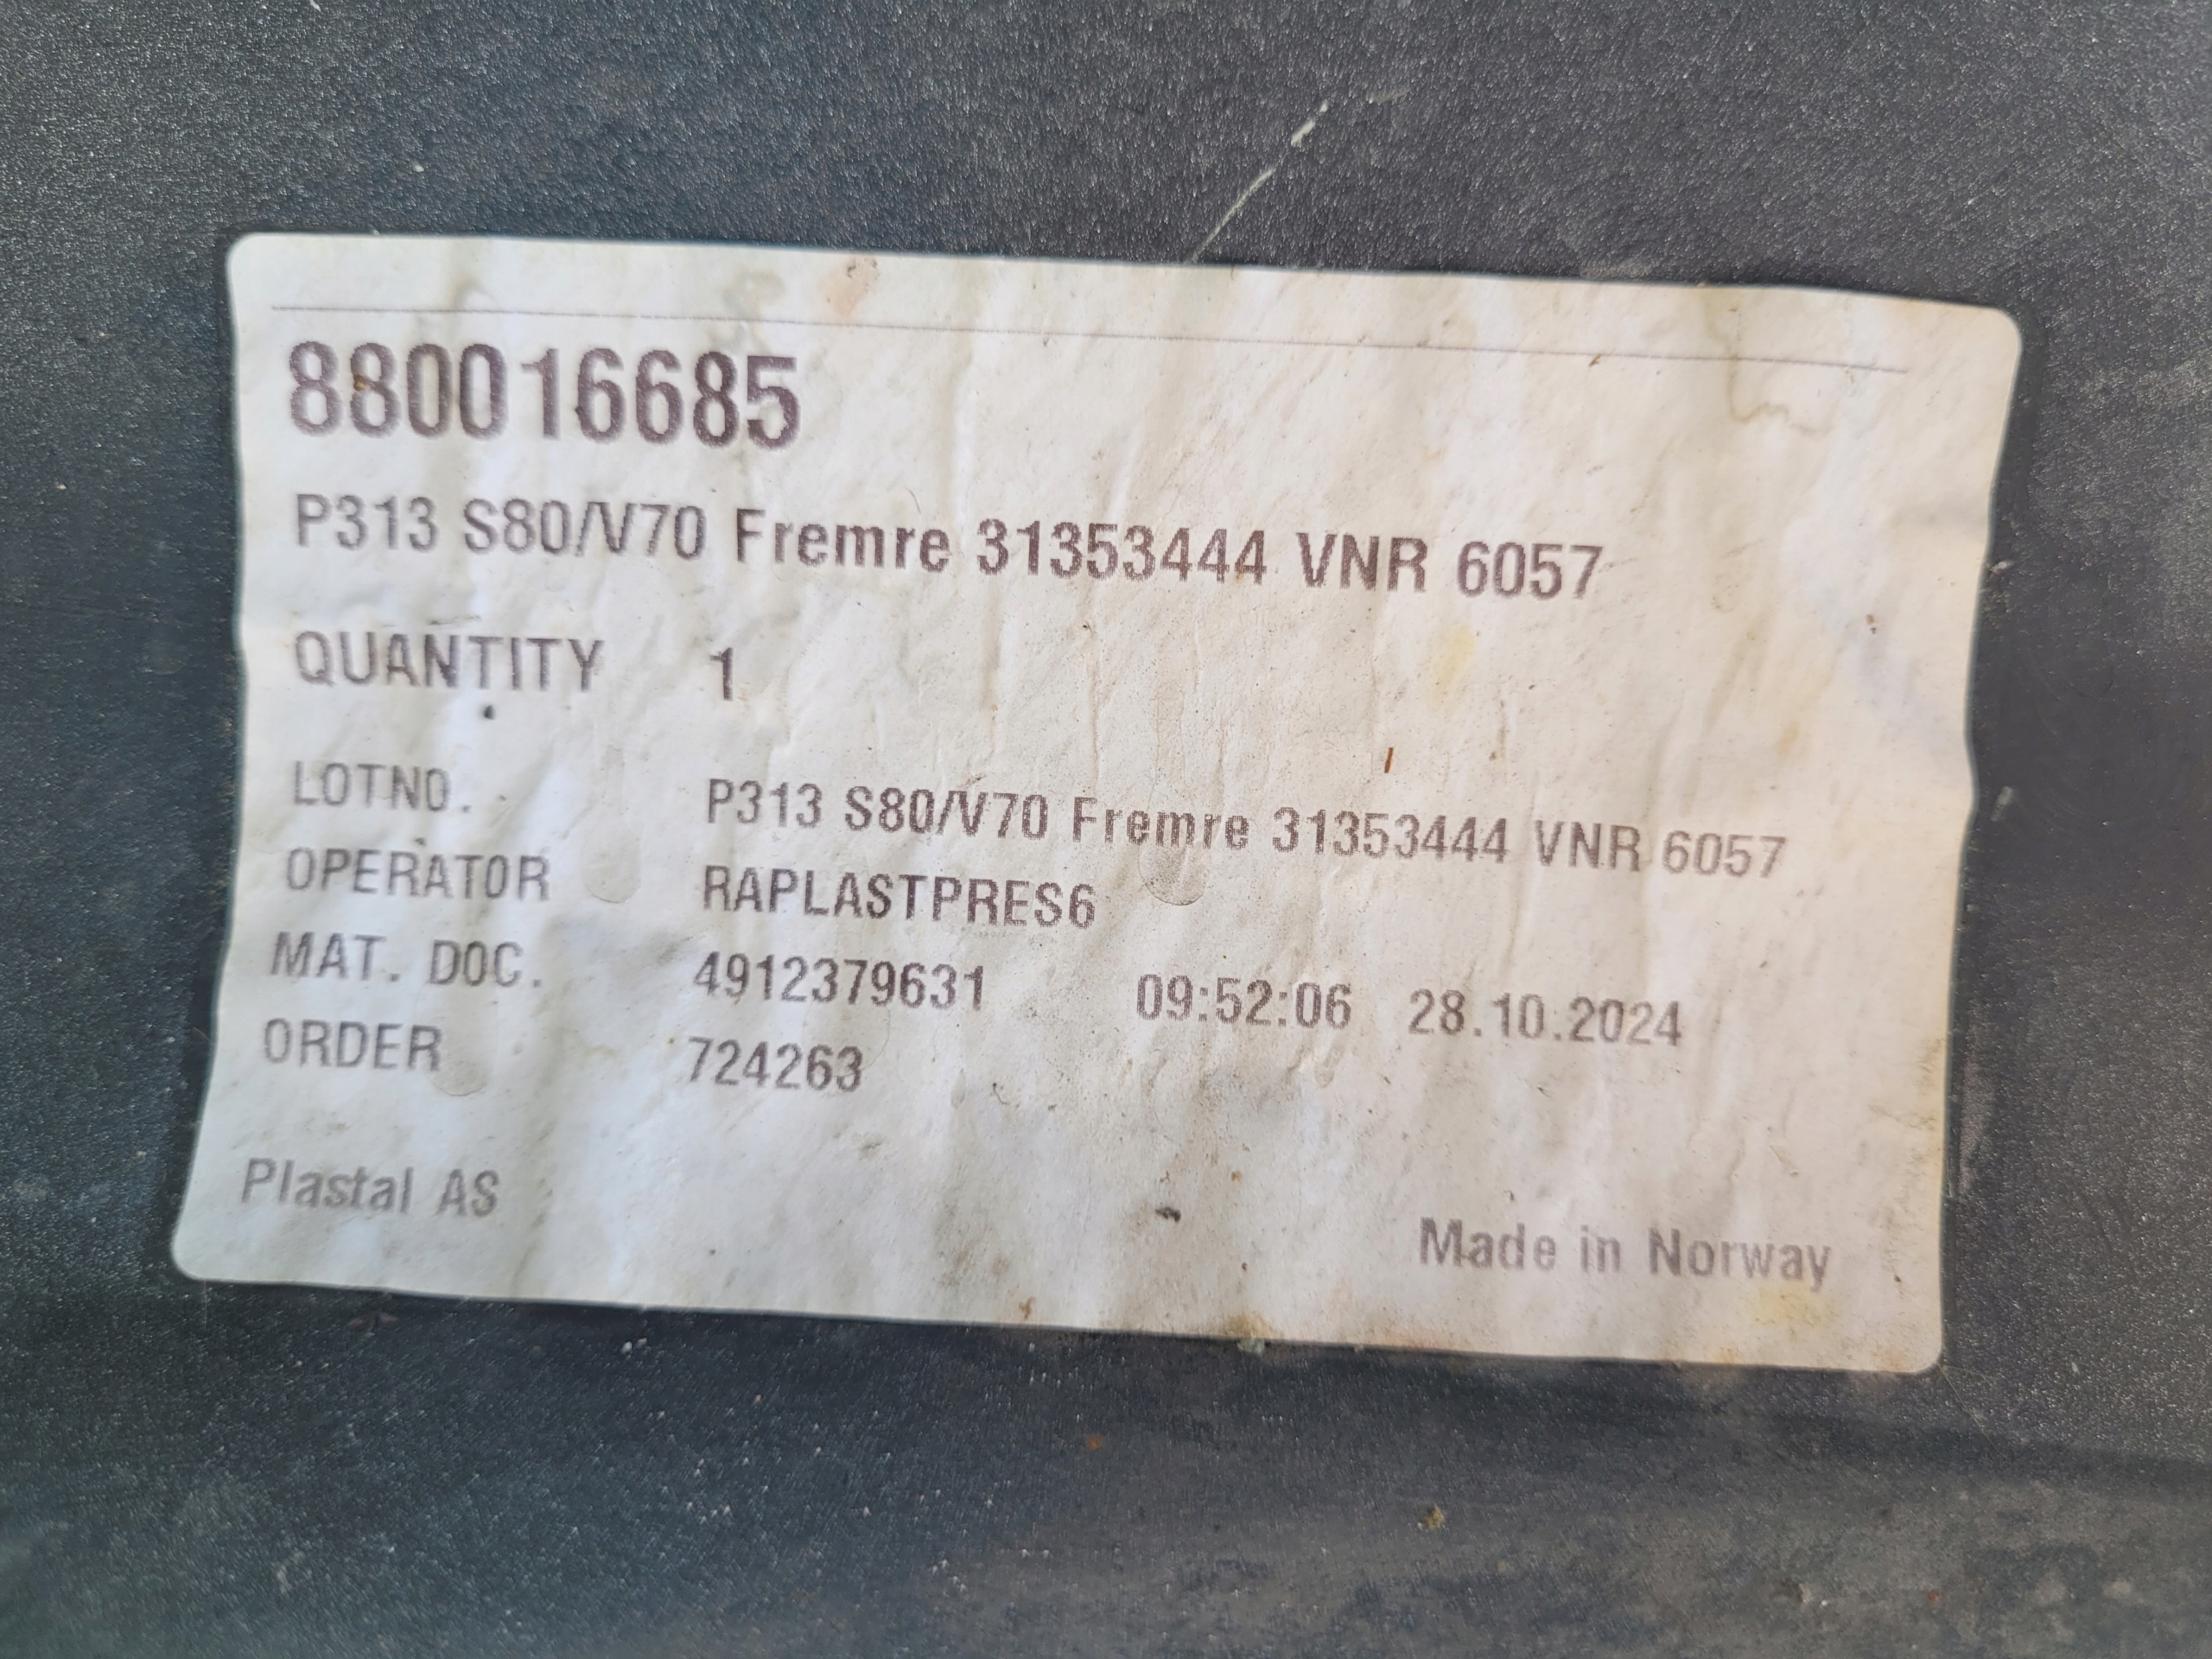 880016685
P313 S80/V70 Fremre 31353444 VNR 6057
QUANTITY 1
LOTNO. P313 S80/V70 Fremre 31353444 VNR 6057
OPERATOR RAPLASTPRES6
MAT. DOC. 4912379631 09:52:06 28.10.2024
ORDER 724263
Plastal AS
Made in Norway